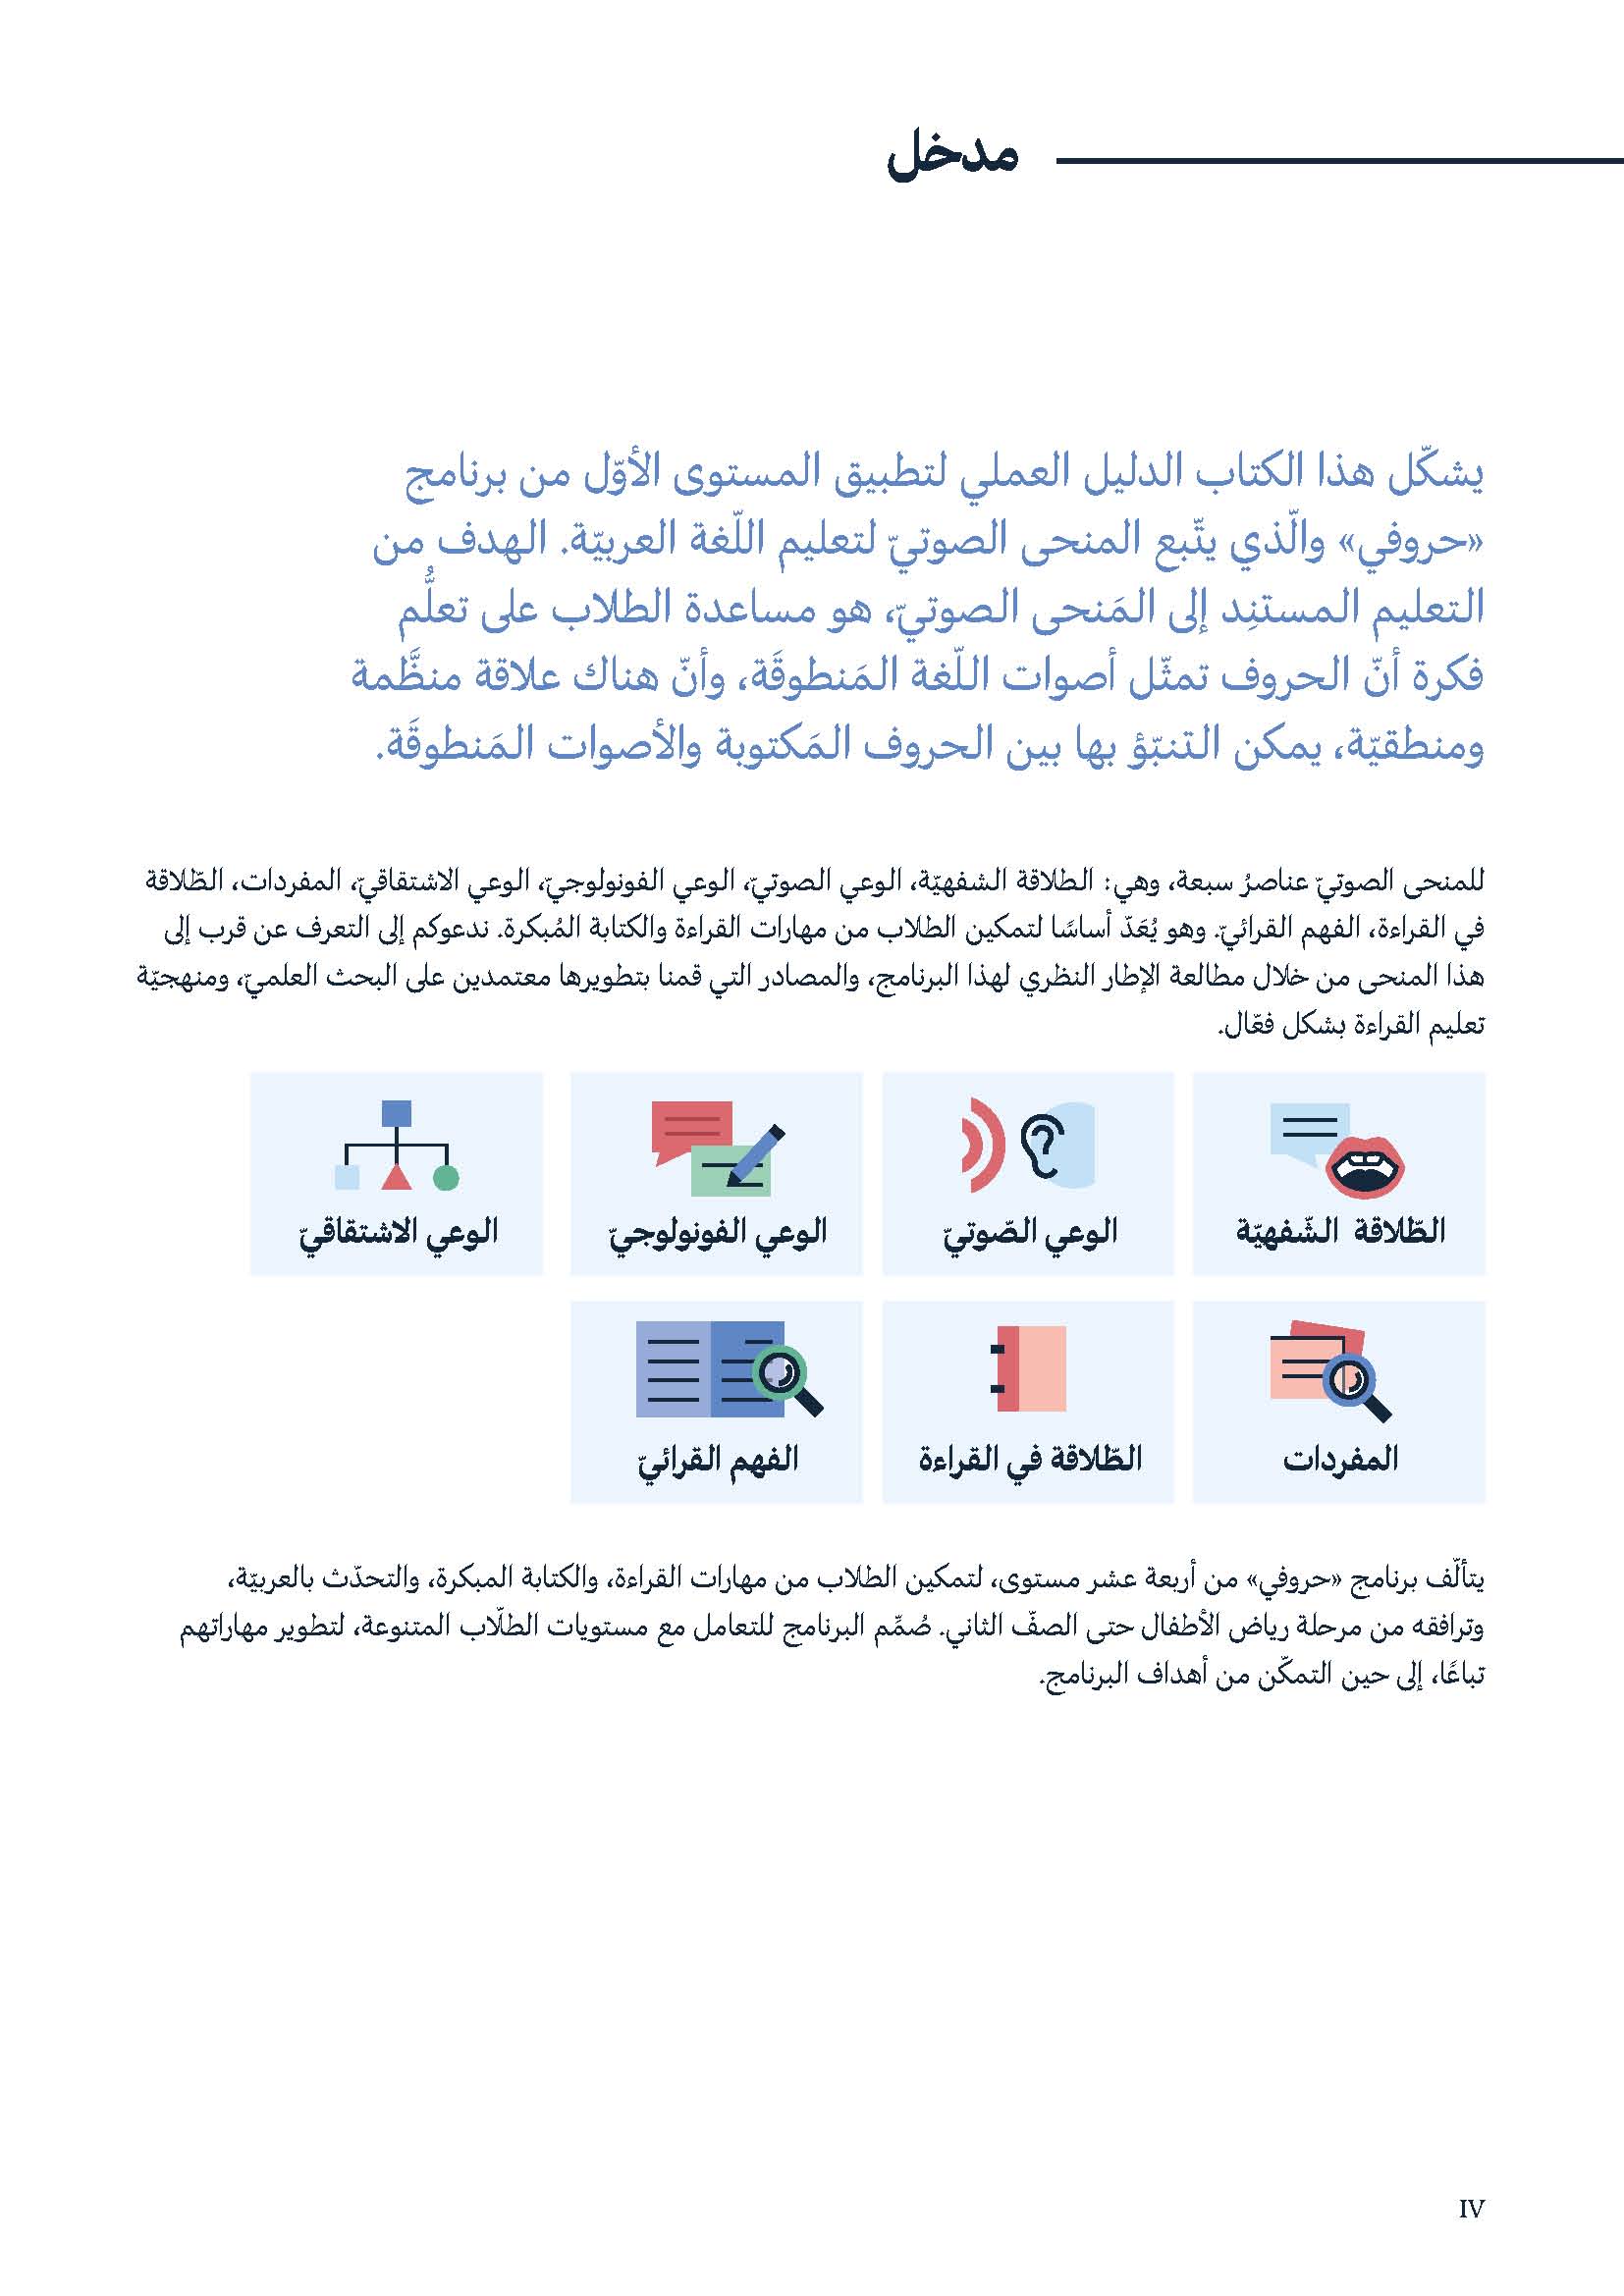 مدخل
يشكّل هذا الكتاب الدليل العملي لتطبيق المستوى الأوّل من برنامج
«حروفي» والّذي يتّبع المنحى الصوتيّ لتعليم اللّغة العربيّة. الهدف من
التعليم المستنِد إلى المَنحى الصوتيّ، هو مساعدة الطلاب على تعلُّم
فكرة أنّ الحروف تمثّل أصوات اللّغة المَنطوقَة، وأنّ هناك علاقة منظَّمة
ومنطقيّة، يمكن التنبّؤ بها بين الحروف المَكتوبة والأصوات المَنطوقَة.
للمنحى الصوتيّ عناصرُ سبعة، وهي: الطلاقة الشفهيّة، الوعي الصوتيّ، الوعي الفونولوجيّ، الوعي الاشتقاقيّ، المفردات، الطّلاقة
في القراءة، الفهم القرائيّ. وهو يُعَدّ أساسًا لتمكين الطلاب من مهارات القراءة والكتابة المُبكرة. ندعوكم إلى التعرف عن قرب إلى
هذا المنحى من خلال مطالعة الإطار النظري لهذا البرنامج، والمصادر التي قمنا بتطويرها معتمدين على البحث العلميّ، ومنهجيّة
تعليم القراءة بشكل فعّال.
الطّلاقة الشّفهيّة
الوعي الصّوتيّ
الوعي الفونولوجيّ
الوعي الاشتقاقيّ
المفردات
الطّلاقة في القراءة
الفهم القرائيّ
يتألّف برنامج «حروفي» من أربعة عشر مستوى، لتمكين الطلاب من مهارات القراءة، والكتابة المبكرة، والتحدّث بالعربيّة،
وترافقه من مرحلة رياض الأطفال حتى الصفّ الثاني. صُمِّم البرنامج للتعامل مع مستويات الطلّاب المتنوعة، لتطوير مهاراتهم
تباعًا، إلى حين التمكّن من أهداف البرنامج.
IV